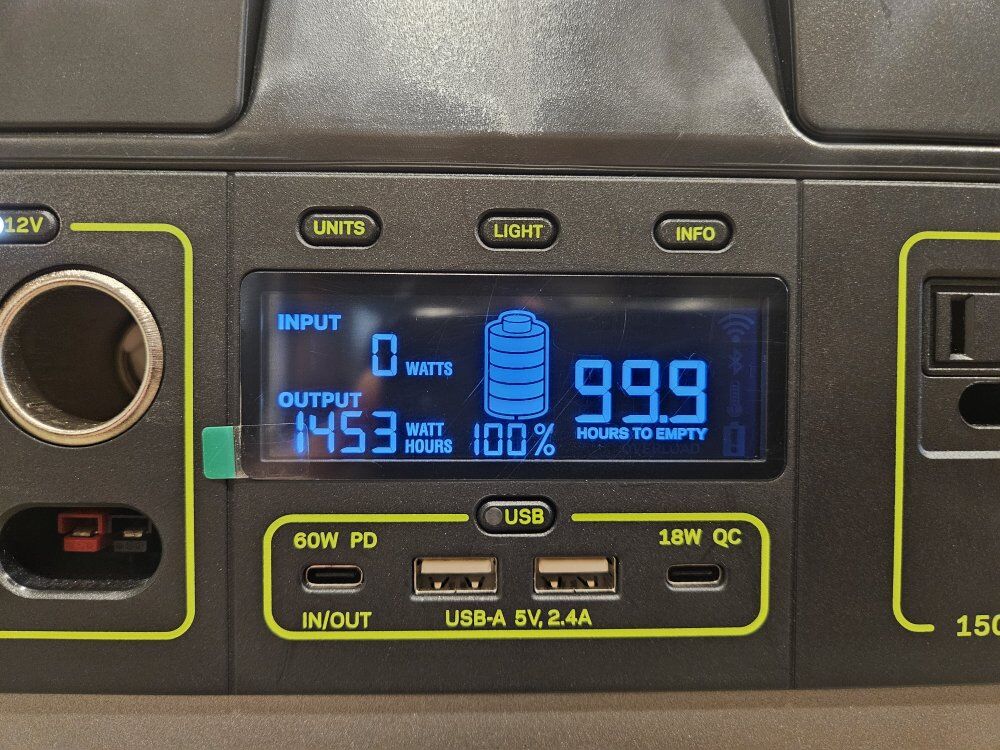 12V
UNITS
LIGHT
INFO
INPUT
0 WATTS
OUTPUT
1453 WATT HOURS
100%
99.9
HOURS TO EMPTY
USB
60W PD
18W QC
IN/OUT
USB-A 5V, 2.4A